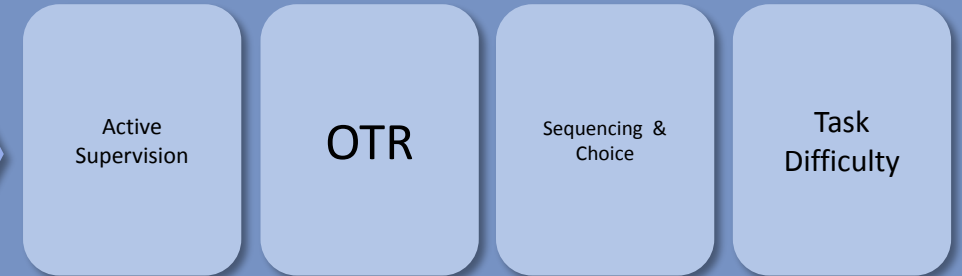 Active
Supervision
OTR
Sequencing &
Choice
Task
Difficulty